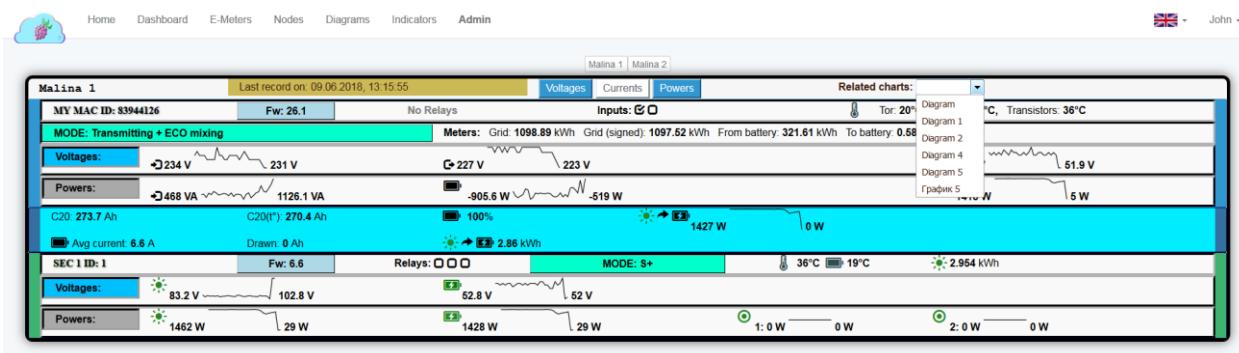 Home Dashboard E-Meters Nodes Diagrams Indicators Admin John
Malina 1 Malina 2
Malina 1 Last record on: 09.06.2018, 13:15:55 Voltages Currents Powers Related charts:
Diagram
Diagram 1
Diagram 2
Diagram 4
Diagram 5
График 5
MY MAC ID: 83944126 Fw: 26.1 No Relays Inputs: Tor: 20° °C, Transistors: 36°C
MODE: Transmitting + ECO mixing Meters: Grid: 1098.89 kWh Grid (signed): 1097.52 kWh From battery: 321.61 kWh To battery: 0.58
Voltages: 234 V 231 V 227 V 223 V 51.9 V
Powers: 468 VA 1126.1 VA -905.6 W -519 W 5 W
C20: 273.7 Ah C20(t°): 270.4 Ah 100% 1427 W 0 W
Avg current: 6.6 A Drawn: 0 Ah 2.86 kWh
SEC 1 ID: 1 Fw: 6.6 Relays: MODE: S+ 36°C 19°C 2.954 kWh
Voltages: 83.2 V 102.8 V 52.8 V 52 V
Powers: 1462 W 29 W 1428 W 29 W 1: 0 W 0 W 2: 0 W 0 W